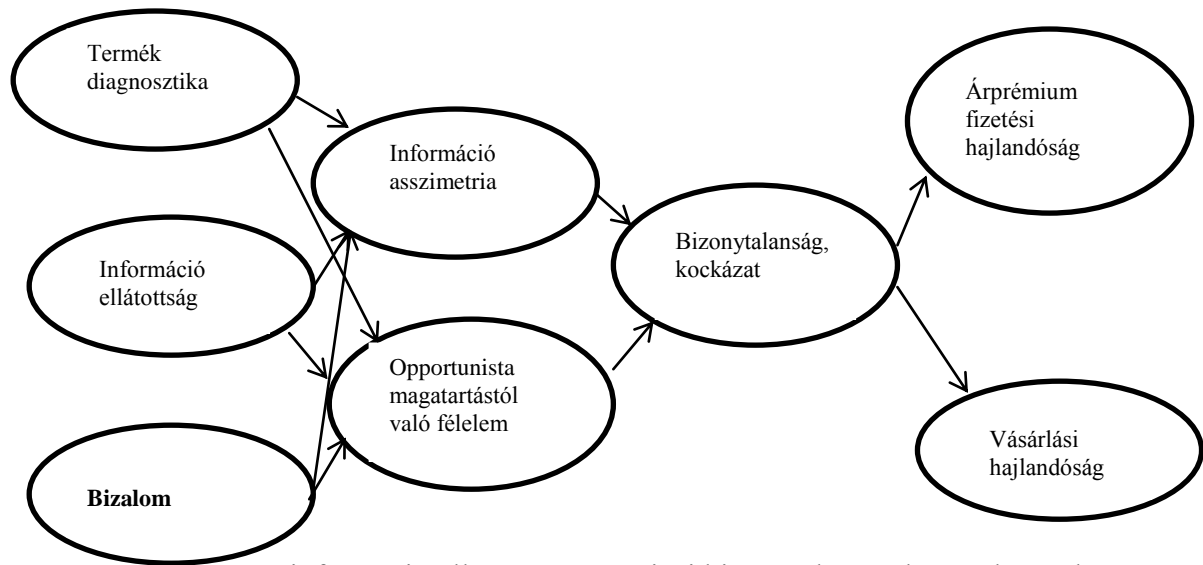 Termék
diagnosztika
Információ
ellátottság
Bizalom
Információ
asszimetria
Opportunista
magatartástól
való félelem
Bizonytalanság,
kockázat
Árprémium
fizetési
hajlandóság
Vásárlási
hajlandóság